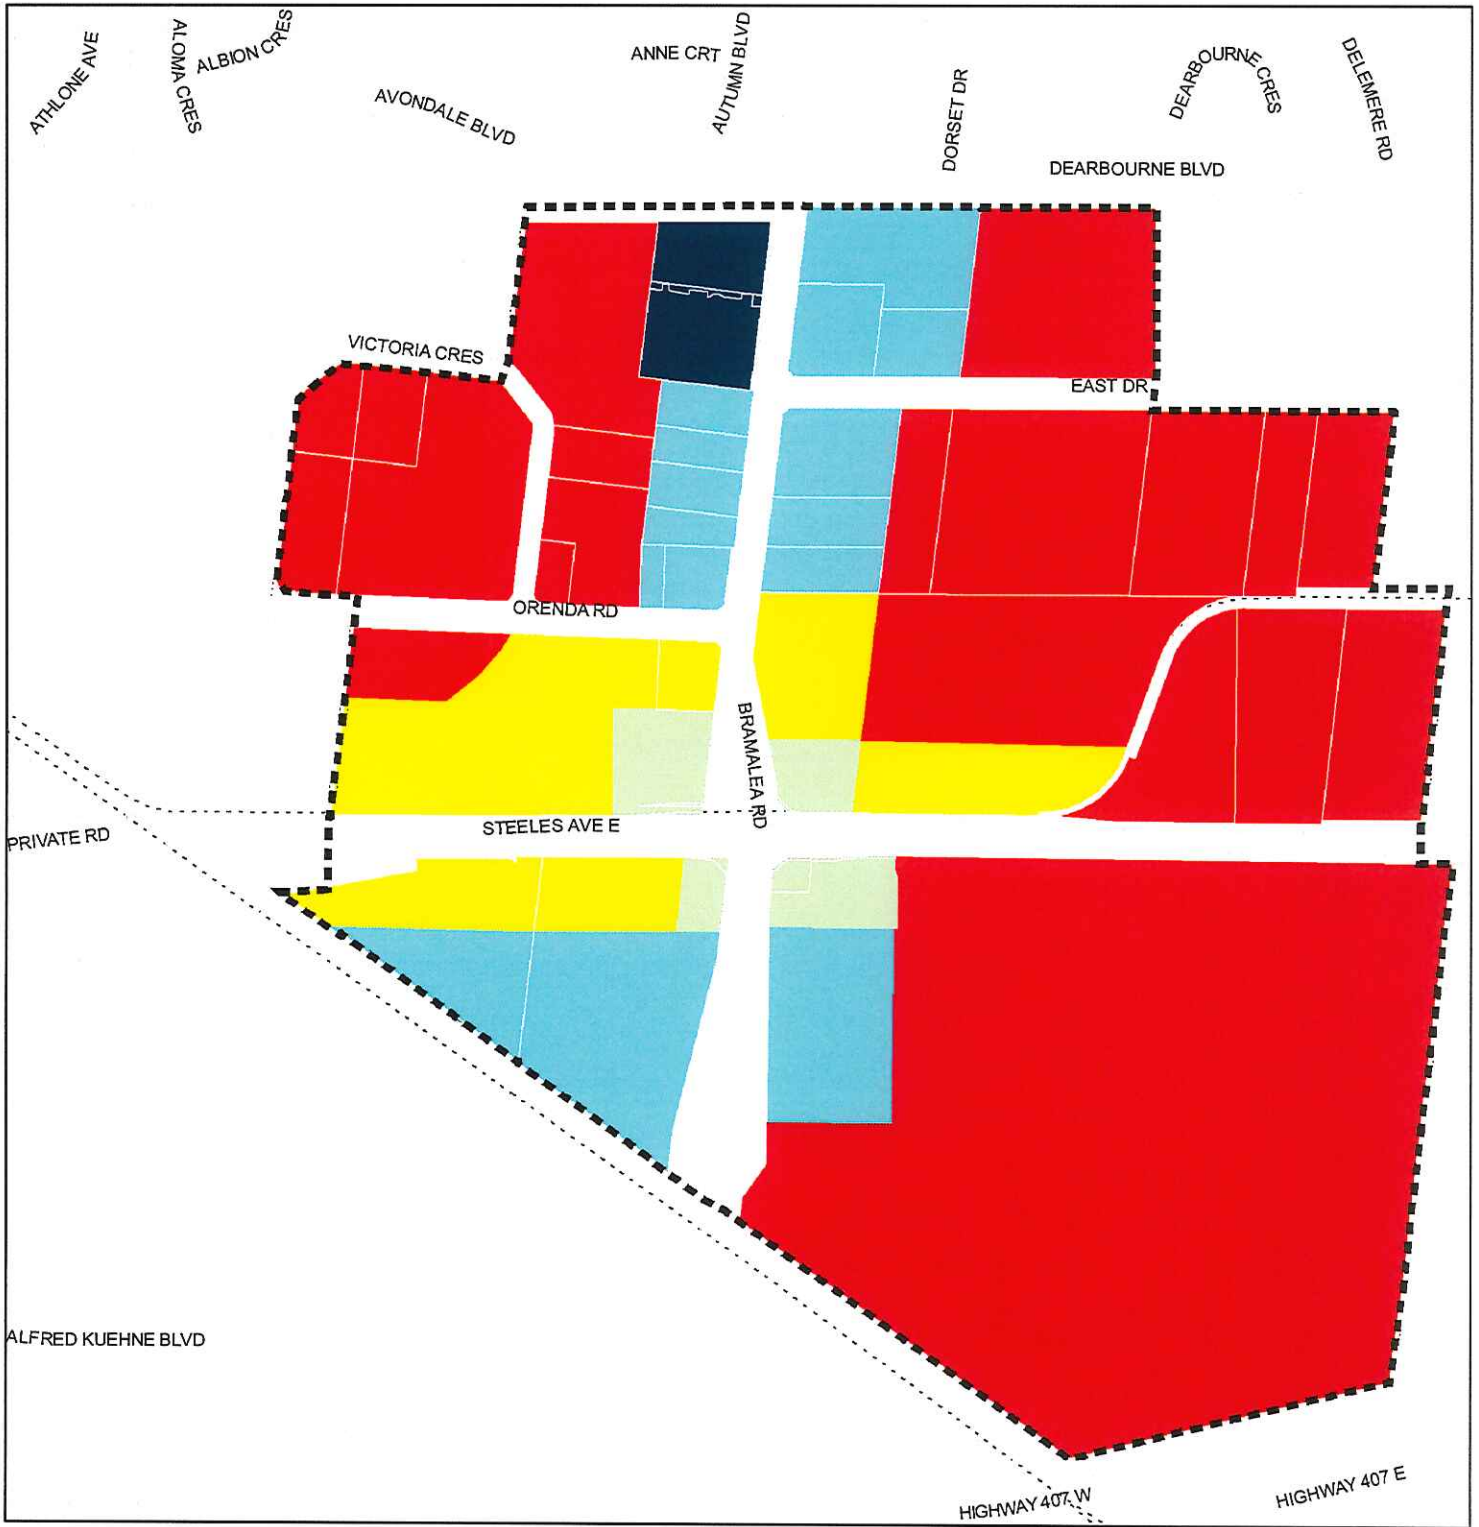 ATHLONE AVE
ALOMA CRES
ALBION CRES
AVONDALE BLVD
ANNE CRT
AUTUMN BLVD
DORSET DR
DEARBOURNE CRES
DELEMERE RD
DEARBOURNE BLVD
VICTORIA CRES
EAST DR
ORENDA RD
BRAMALEA RD
STEELES AVE E
PRIVATE RD
ALFRED KUEHNE BLVD
HIGHWAY 407 W
HIGHWAY 407 E